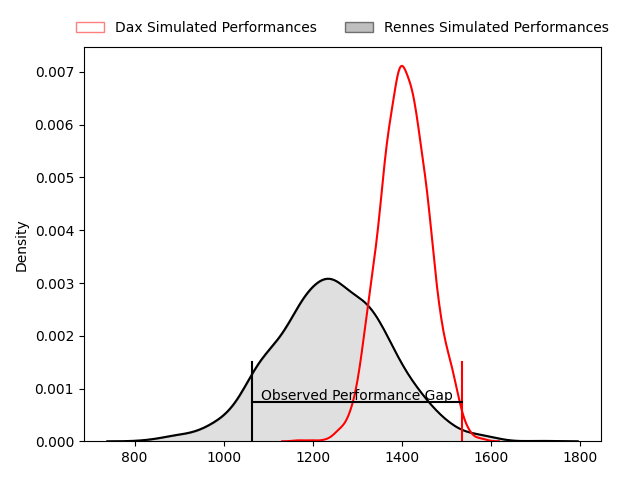 Dax Simulated Performances Rennes Simulated Performances
0.007
0.006
0.005
0.004
0.003
0.002
0.001
0.000
Density
Observed Performance Gap
800 1000 1200 1400 1600 1800